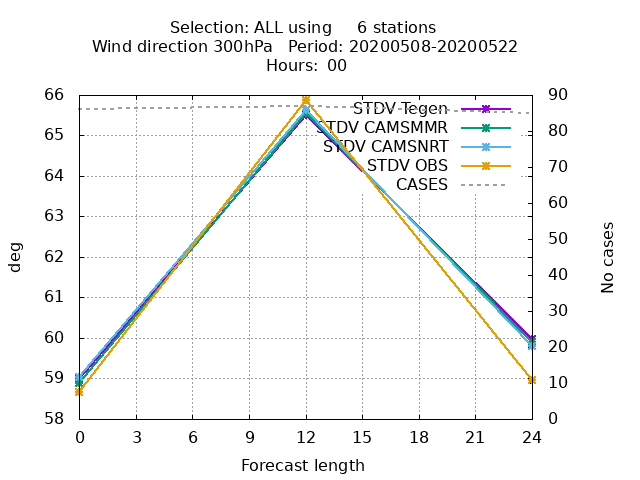 Selection: ALL using 6 stations
Wind direction 300hPa Period: 20200508-20200522
Hours: 00
66 90
STDV Tegen
65 80
STDV CAMSMMR
STDV CAMSNRT
STDV OBS 70
64
CASES
63 60
62 50
61 40
60 30
59 20
58 10
0
deg
No cases
0 3 6 9 12 15 18 21 24
Forecast length